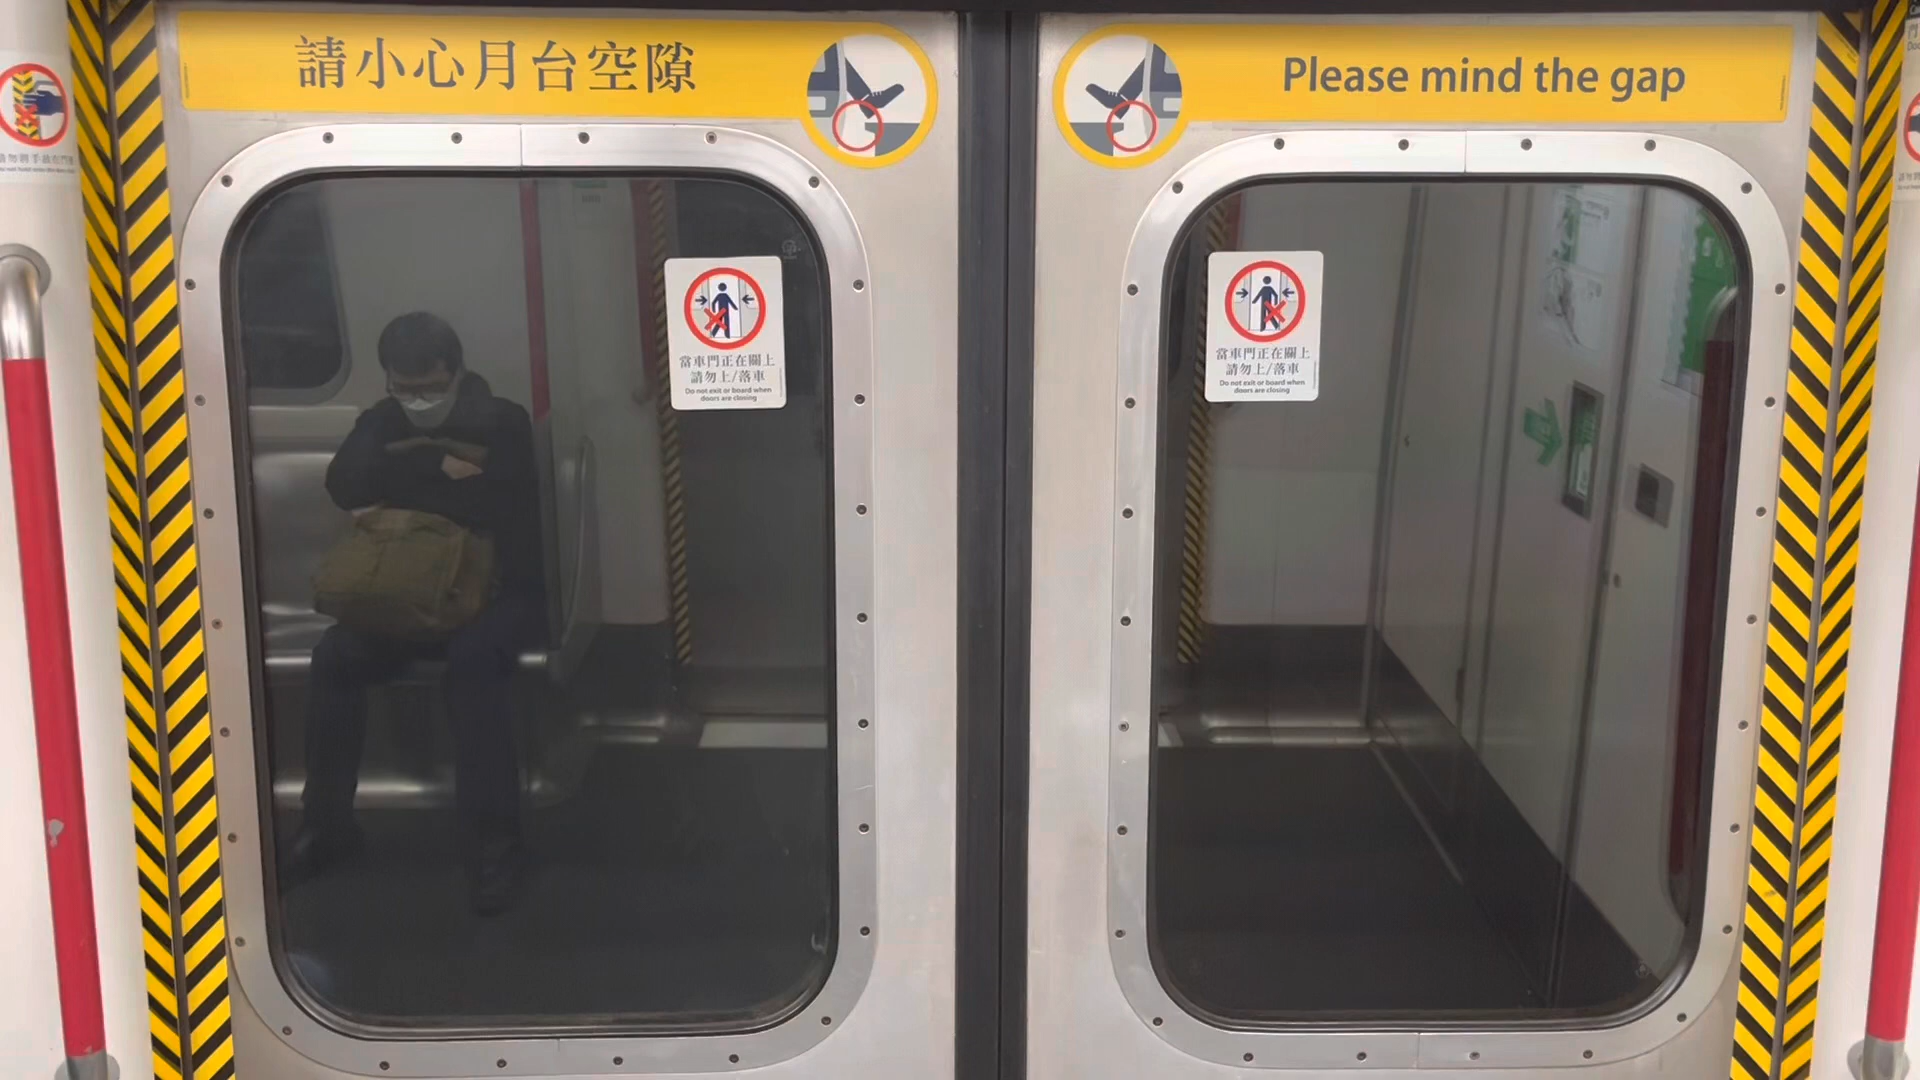 請小心月台空隙
Please mind the gap
當車門正在關上
請勿上/落車
Do not exit or board when
doors are closing
當車門正在關上
請勿上/落車
Do not exit or board when
doors are closing